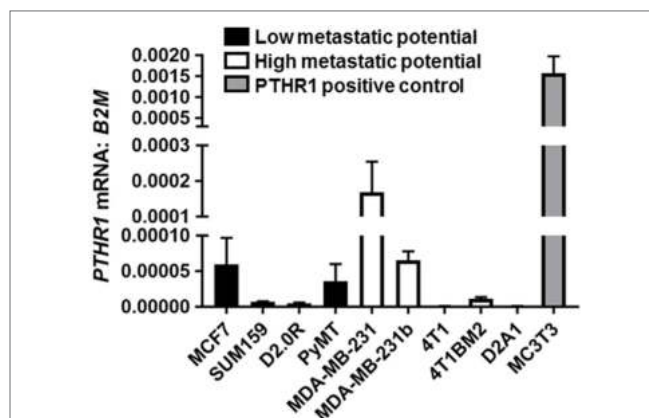 Low metastatic potential
High metastatic potential
PTHR1 positive control
PTHR1 mRNA: B2M
0.0020
0.0015
0.0010
0.0005
0.0003
0.0002
0.0001
0.00010
0.00005
0.00000
MCF7
SUM159
D2.0R
PyMT
MDA-MB-231
MDA-MB-231b
4T1
4T1BM2
D2A1
MC3T3